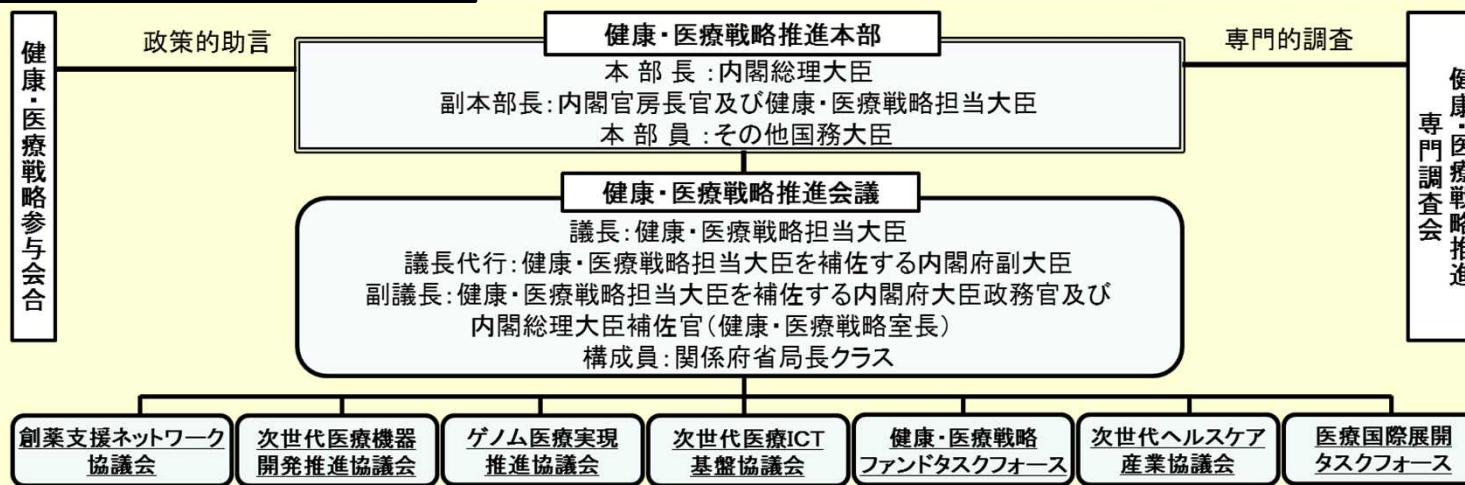 健康・医療戦略参与会合
政策的助言
健康・医療戦略推進本部
本部長：内閣総理大臣
副本部長：内閣官房長官及び健康・医療戦略担当大臣
本部員：その他国務大臣
専門的調査
健康・医療戦略推進
専門調査会
健康・医療戦略推進会議
議長：健康・医療戦略担当大臣
議長代行：健康・医療戦略担当大臣を補佐する内閣府副大臣
副議長：健康・医療戦略担当大臣を補佐する内閣府大臣政務官及び
内閣総理大臣補佐官（健康・医療戦略室長）
構成員：関係府省局長クラス
創薬支援ネットワーク
協議会
次世代医療機器
開発推進協議会
ゲノム医療実現
推進協議会
次世代医療ICT
基盤協議会
健康・医療戦略
ファンドタスクフォース
次世代ヘルスケア
産業協議会
医療国際展開
タスクフォース